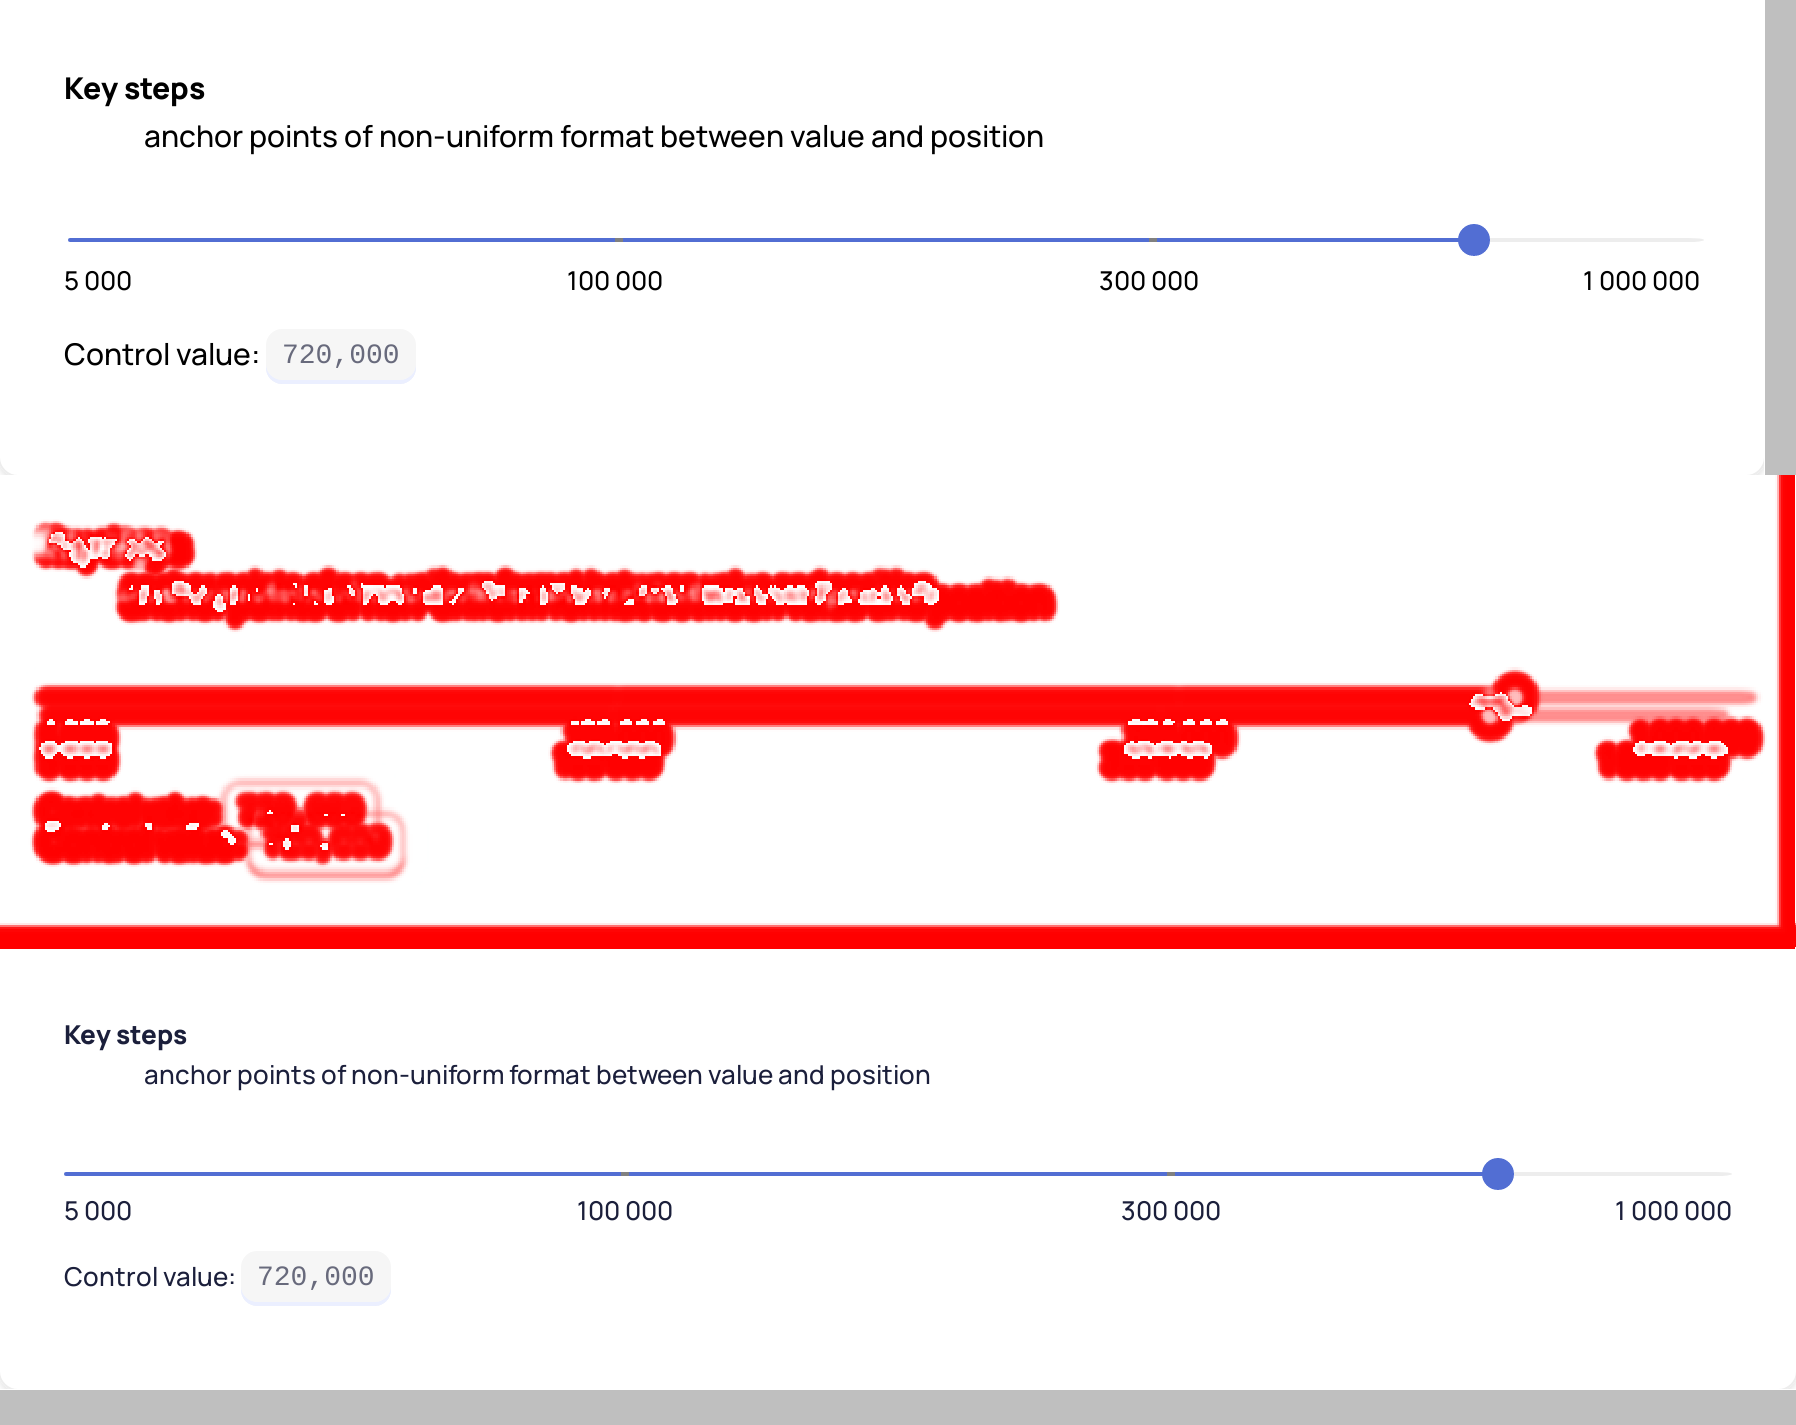 Key steps
anchor points of non-uniform format between value and position
5 000 100 000 300 000 1 000 000
Control value: 720,000
Key steps
anchor points of non-uniform format between value and position
5 000 100 000 300 000 1 000 000
Control value: 720,000